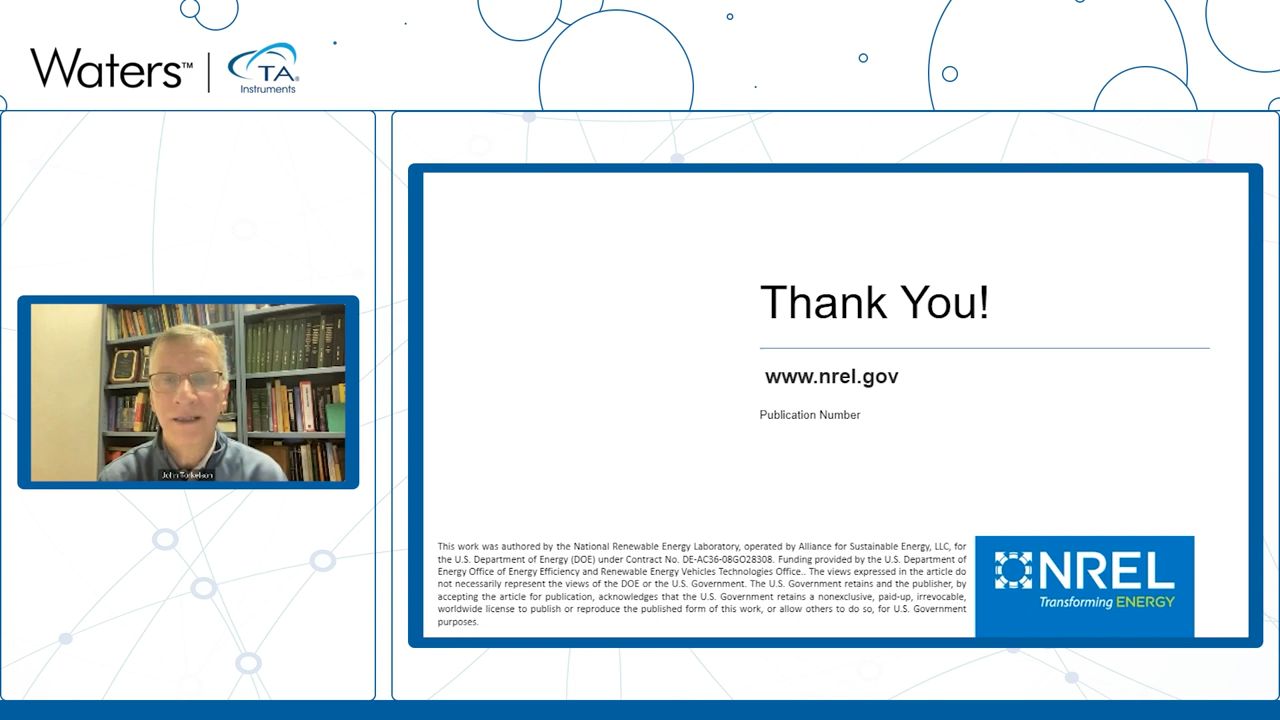 Waters™
TA
Instruments
John Torkelson
Thank You!
www.nrel.gov
Publication Number
This work was authored by the National Renewable Energy Laboratory, operated by Alliance for Sustainable Energy, LLC, for
the U.S. Department of Energy (DOE) under Contract No. DE-AC36-08GO28308. Funding provided by the U.S. Department of
Energy Office of Energy Efficiency and Renewable Energy Vehicles Technologies Office.. The views expressed in the article do
not necessarily represent the views of the DOE or the U.S. Government. The U.S. Government retains and the publisher, by
accepting the article for publication, acknowledges that the U.S. Government retains a nonexclusive, paid-up, irrevocable,
worldwide license to publish or reproduce the published form of this work, or allow others to do so, for U.S. Government
purposes.
NREL
Transforming ENERGY